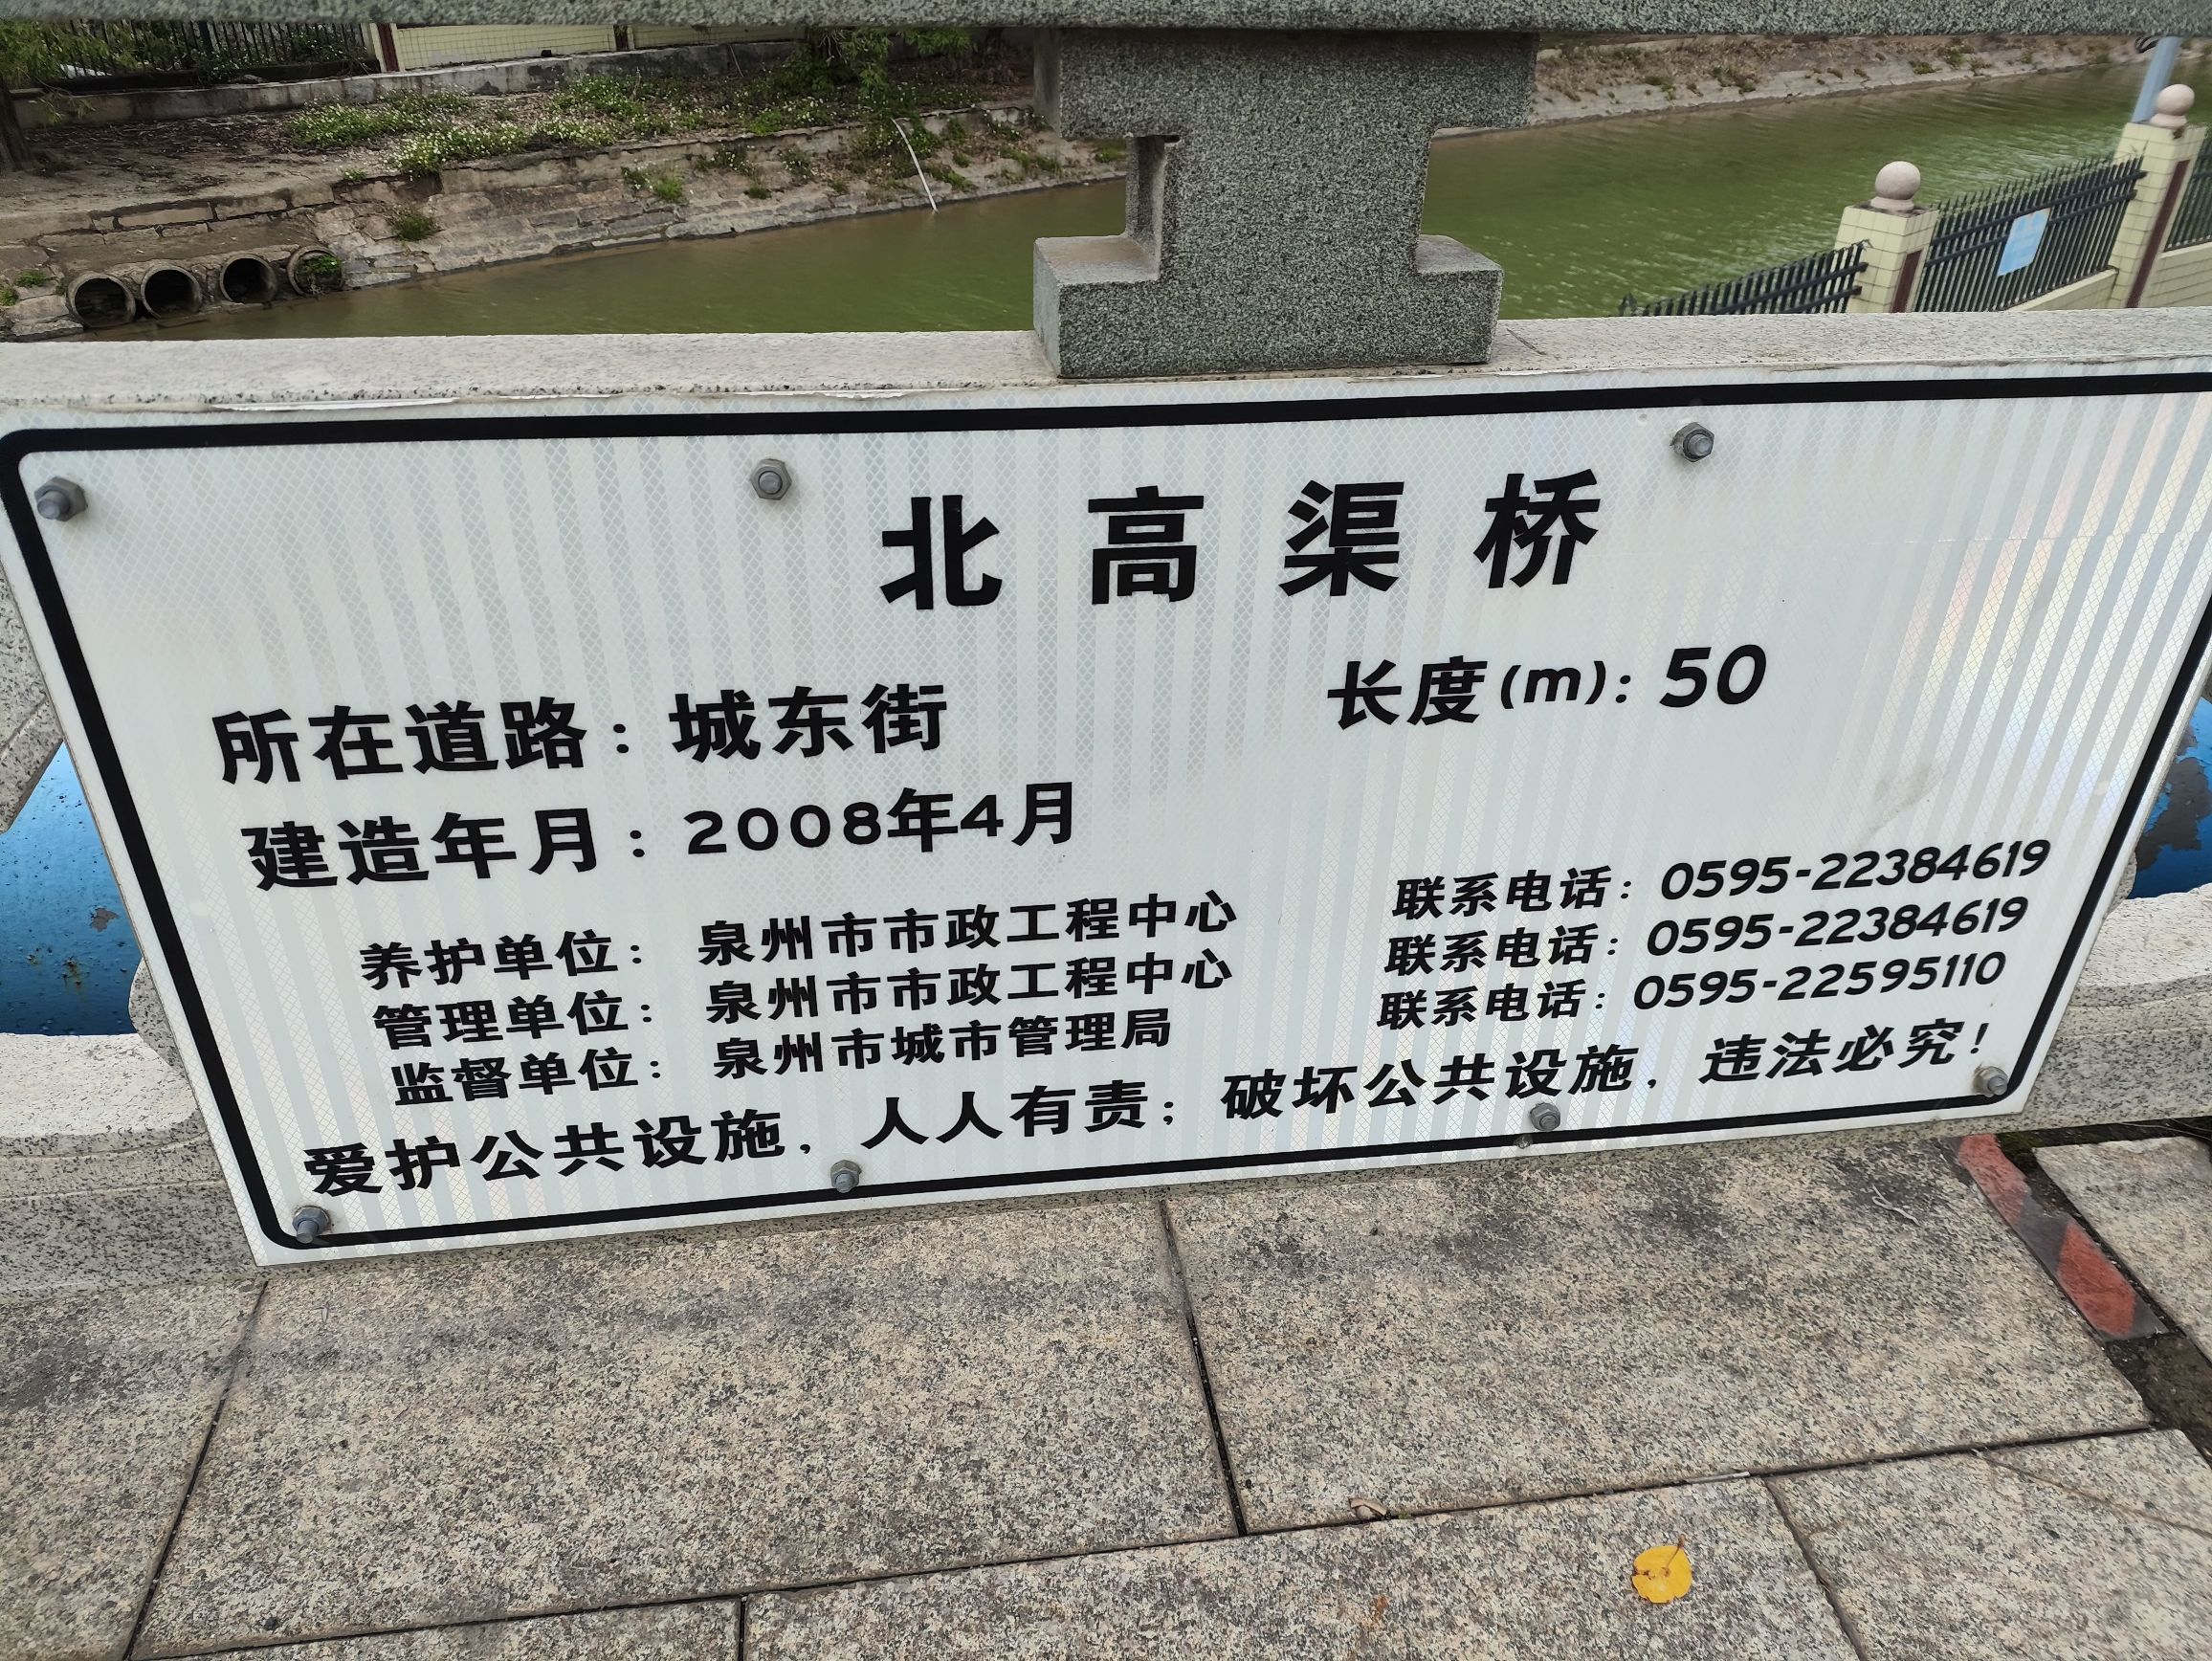 北高渠桥
所在道路：城东街 长度(m)：50
建造年月：2008年4月
养护单位：泉州市市政工程中心 联系电话：0595-22384619
管理单位：泉州市市政工程中心 联系电话：0595-22384619
监督单位：泉州市城市管理局 联系电话：0595-22595110
爱护公共设施，人人有责；破坏公共设施，违法必究！